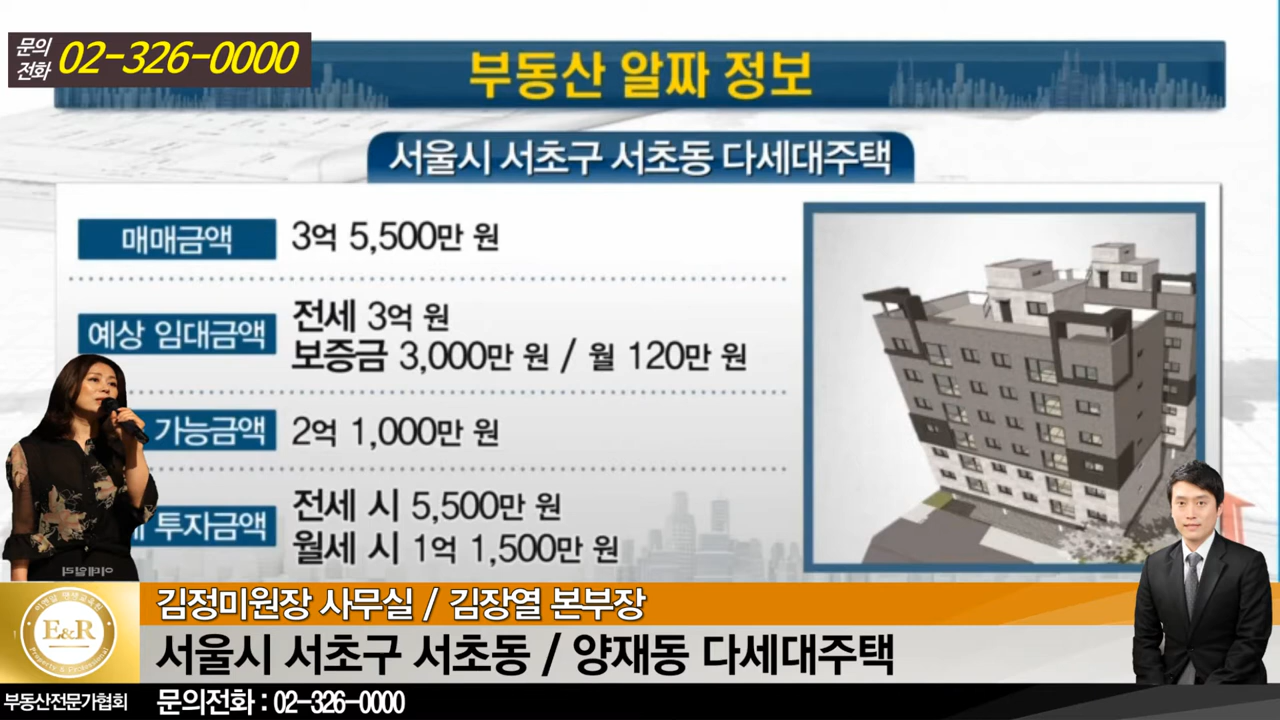 문의
전화 02-326-0000
부동산 알짜 정보
서울시 서초구 서초동 다세대주택
매매금액 3억 5,500만 원
예상 임대금액 전세 3억 원
보증금 3,000만 원 / 월 120만 원
가능금액 2억 1,000만 원
투자금액 전세 시 5,500만 원
월세 시 1억 1,500만 원
김정미원장 사무실 / 김장열 본부장
E&R
Property & Professional
서울시 서초구 서초동 / 양재동 다세대주택
부동산전문가협회 문의전화 : 02-326-0000